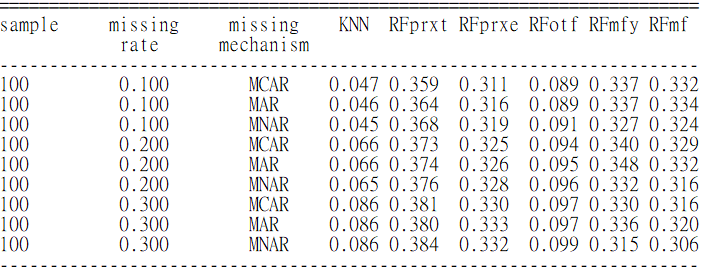 sample missing missing KNN RFprxt RFprxe RFotf RFmfy RFmf
rate mechanism
100 0.100 MCAR 0.047 0.359 0.311 0.089 0.337 0.332
100 0.100 MAR 0.046 0.364 0.316 0.089 0.337 0.334
100 0.100 MNAR 0.045 0.368 0.319 0.091 0.327 0.324
100 0.200 MCAR 0.066 0.373 0.325 0.094 0.340 0.329
100 0.200 MAR 0.066 0.374 0.326 0.095 0.348 0.332
100 0.200 MNAR 0.065 0.376 0.328 0.096 0.332 0.316
100 0.300 MCAR 0.086 0.381 0.330 0.097 0.330 0.316
100 0.300 MAR 0.086 0.380 0.333 0.097 0.336 0.320
100 0.300 MNAR 0.086 0.384 0.332 0.099 0.315 0.306